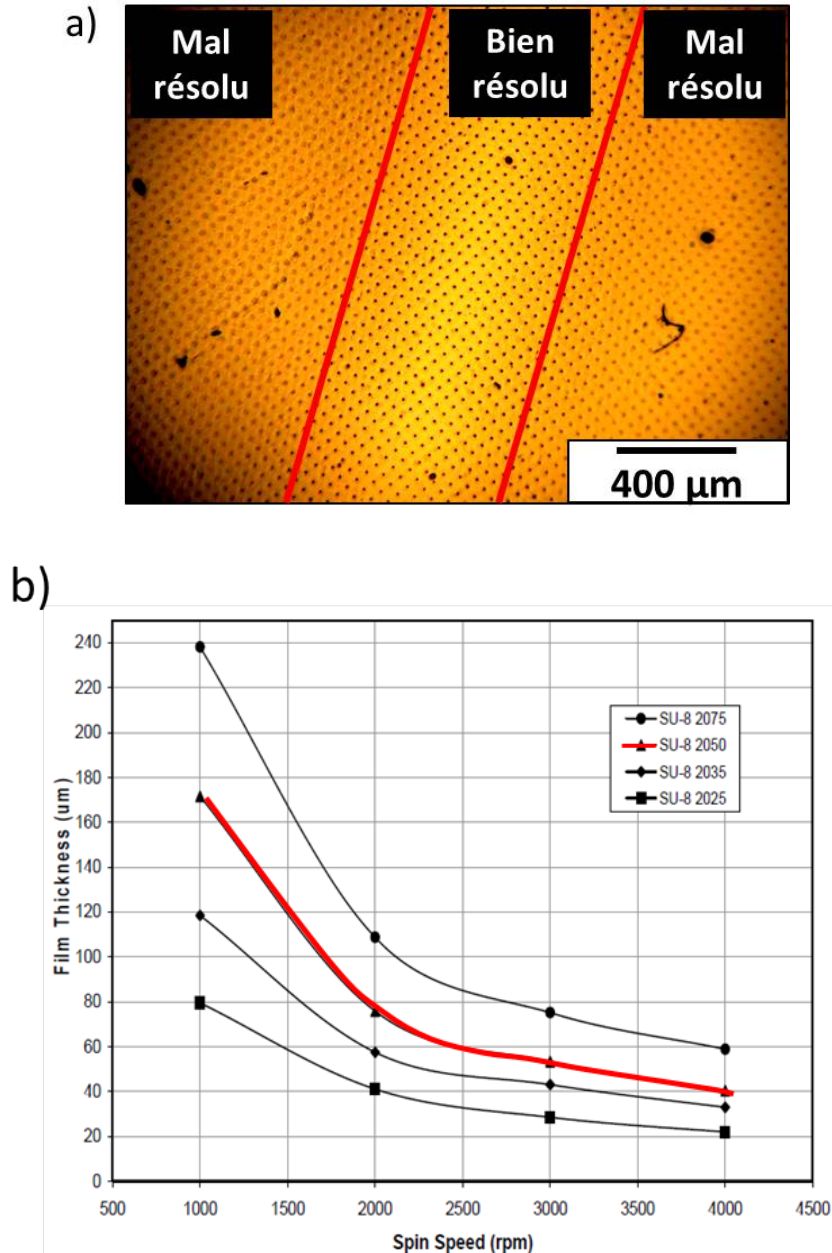 a)
Mal
résolu
Bien
résolu
Mal
résolu
400 µm
b)
240
220
200
180
160
140
120
100
80
60
40
20
0
Film Thickness (um)
SU-8 2075
SU-8 2050
SU-8 2035
SU-8 2025
500 1000 1500 2000 2500 3000 3500 4000 4500
Spin Speed (rpm)